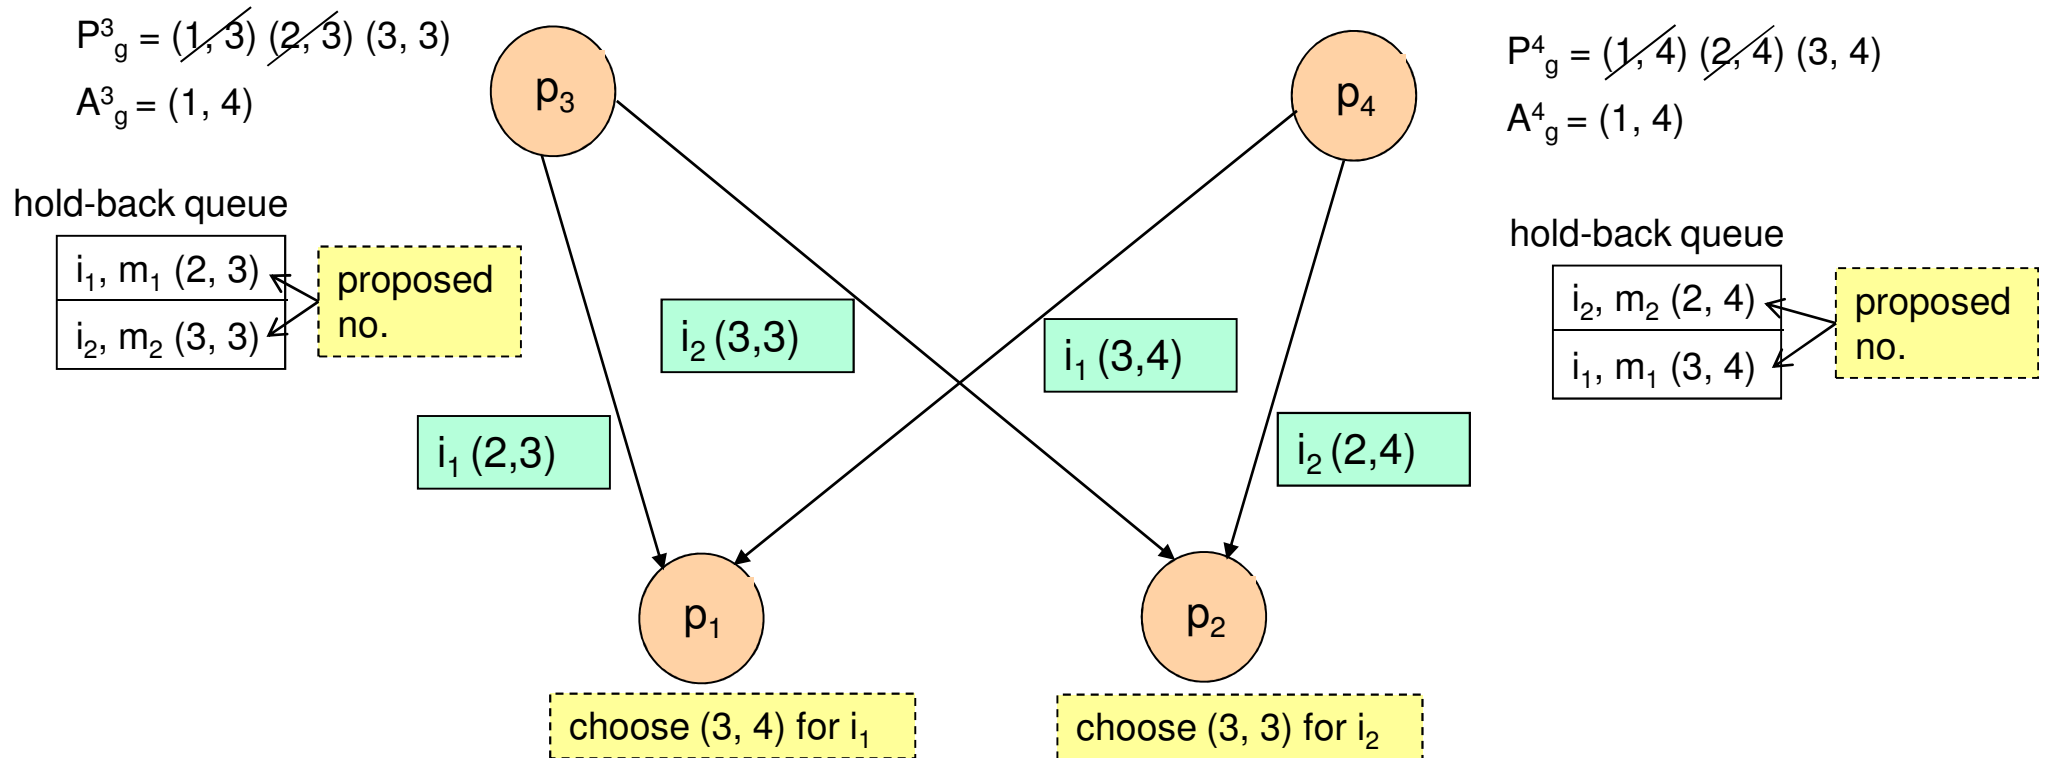 P³g = (1, 3) (2, 3) (3, 3)
A³g = (1, 4)
p₃
p₄
P⁴g = (1, 4) (2, 4) (3, 4)
A⁴g = (1, 4)
hold-back queue
i₁, m₁ (2, 3)
i₂, m₂ (3, 3)
proposed
no.
i₂ (3,3)
i₁ (3,4)
i₁ (2,3)
i₂ (2,4)
hold-back queue
i₂, m₂ (2, 4)
i₁, m₁ (3, 4)
proposed
no.
p₁
p₂
choose (3, 4) for i₁
choose (3, 3) for i₂